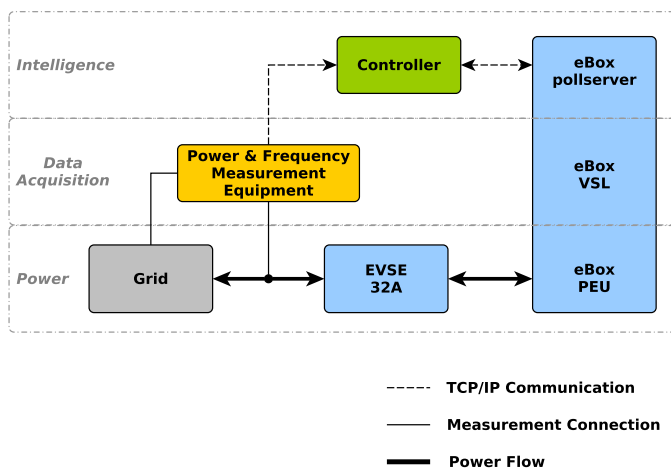 Intelligence
Controller
eBox
pollserver
Data
Acquisition
Power & Frequency
Measurement
Equipment
eBox
VSL
Power
Grid
EVSE
32A
eBox
PEU
TCP/IP Communication
Measurement Connection
Power Flow